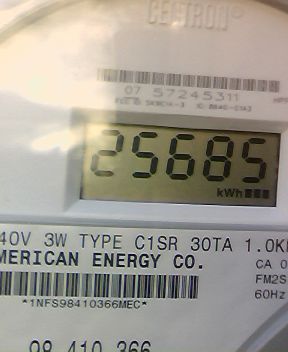 CENTRON®
07 57245311
25685
kWh
40V 3W TYPE C1SR 30TA 1.0K
MERICAN ENERGY CO.
CA 0
FM2S
60Hz
*1NFS98410366MEC*
98 410 366